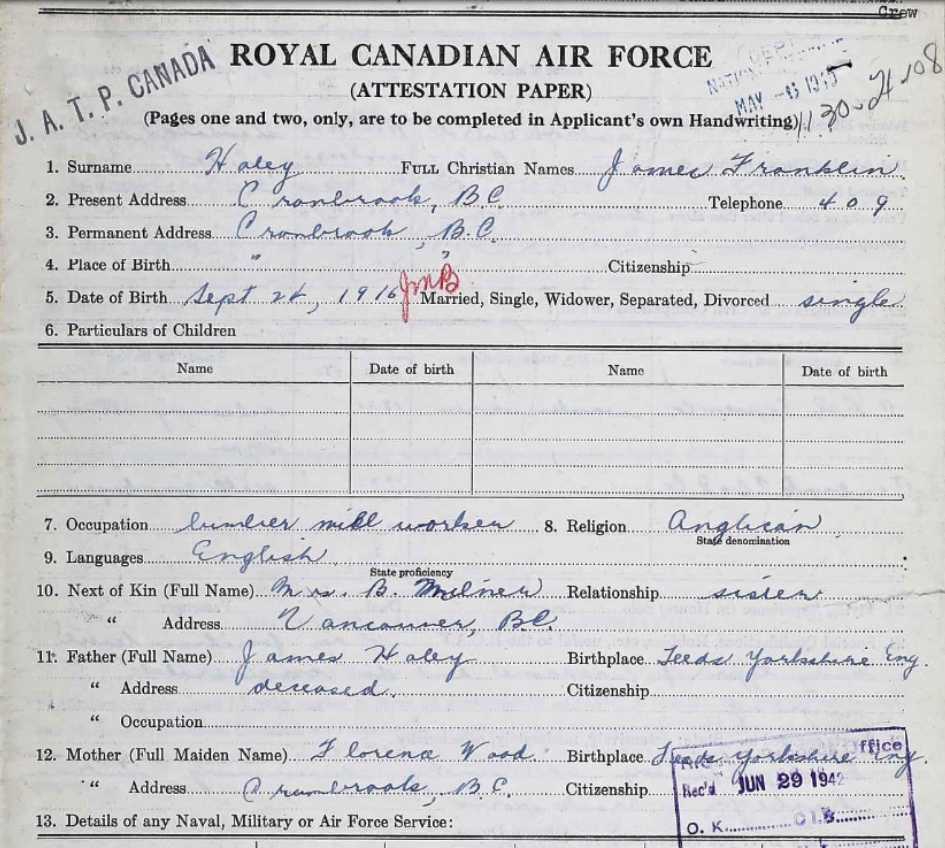 Crew
J. A. T. P. CANADA
ROYAL CANADIAN AIR FORCE
(ATTESTATION PAPER)
MAY -6 19
(Pages one and two, only, are to be completed in Applicant's own Handwriting)
1. Surname Haley FULL Christian Names James Franklin
2. Present Address Cranbrook, B.C. Telephone 409
3. Permanent Address Cranbrook, B.C.
4. Place of Birth " " Citizenship
5. Date of Birth Sept 24, 1916 JMB Married, Single, Widower, Separated, Divorced single
6. Particulars of Children
Name Date of birth Name Date of birth
7. Occupation lumber mill worker 8. Religion Anglican
State denomination
9. Languages English
State proficiency
10. Next of Kin (Full Name) Mrs. B. Milner Relationship sister
" Address Vancouver, BC.
11. Father (Full Name) James Haley Birthplace Leeds Yorkshire Eng.
" Address deceased. Citizenship
" Occupation
12. Mother (Full Maiden Name) Florence Wood Birthplace Leeds Yorkshire Eng.
" Address Cranbrook, B.C. Citizenship
13. Details of any Naval, Military or Air Force Service:
Office
Rec'd JUN 29 1942
O. K.